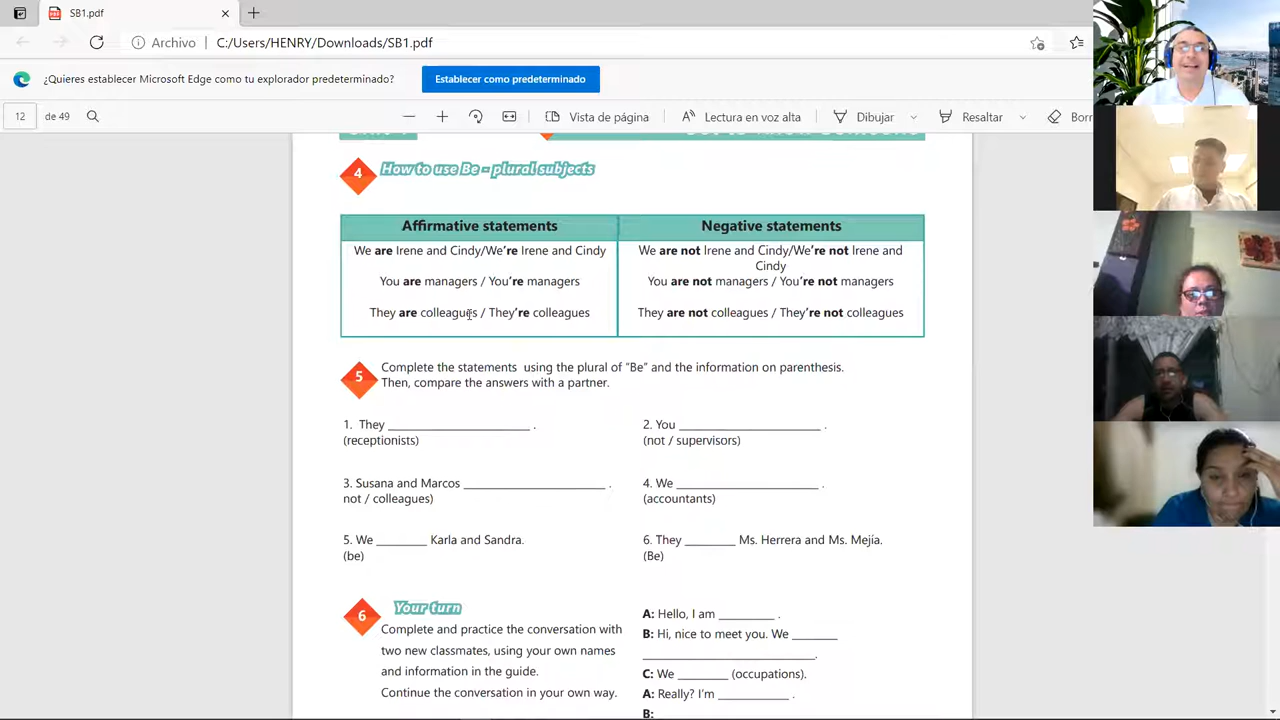 SB1.pdf
Archivo C:/Users/HENRY/Downloads/SB1.pdf
¿Quieres establecer Microsoft Edge como tu explorador predeterminado? Establecer como predeterminado
12 de 49 Vista de página Lectura en voz alta Dibujar Resaltar Borr
4 How to use Be - plural subjects
Affirmative statements Negative statements
We are Irene and Cindy/We're Irene and Cindy We are not Irene and Cindy/We're not Irene and
Cindy
You are managers / You're managers You are not managers / You're not managers
They are colleagues / They're colleagues They are not colleagues / They're not colleagues
5 Complete the statements using the plural of "Be" and the information on parenthesis.
Then, compare the answers with a partner.
1. They ______________________ . 2. You ______________________ .
(receptionists) (not / supervisors)
3. Susana and Marcos ______________________ . 4. We ______________________ .
not / colleagues) (accountants)
5. We ________ Karla and Sandra. 6. They ________ Ms. Herrera and Ms. Mejía.
(be) (Be)
6 Your turn
Complete and practice the conversation with
two new classmates, using your own names
and information in the guide.
Continue the conversation in your own way.
A: Hello, I am ________ .
B: Hi, nice to meet you. We _______
__________________________.
C: We ________ (occupations).
A: Really? I'm ___________ .
B: